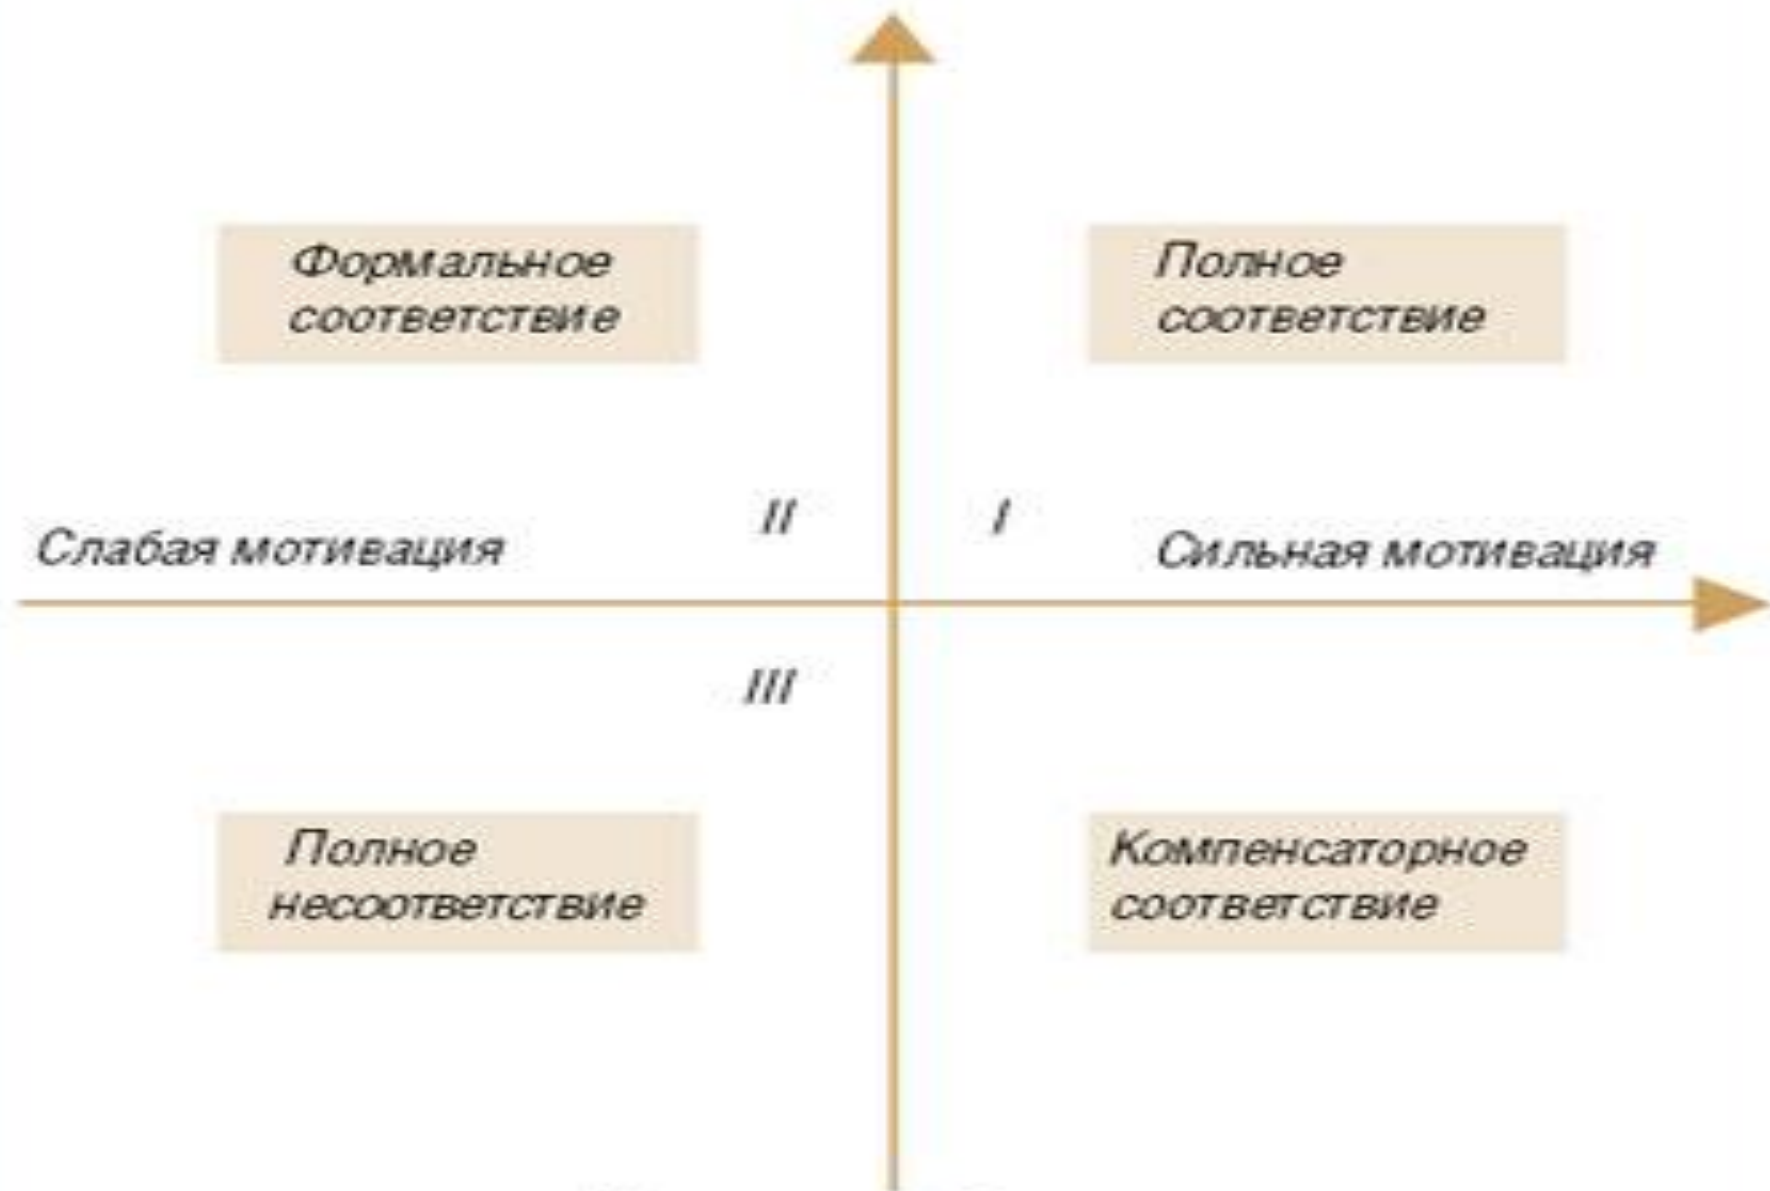 Формальное
соответствие
Полное
соответствие
II
I
Слабая мотивация
Сильная мотивация
III
Полное
несоответствие
Компенсаторное
соответствие